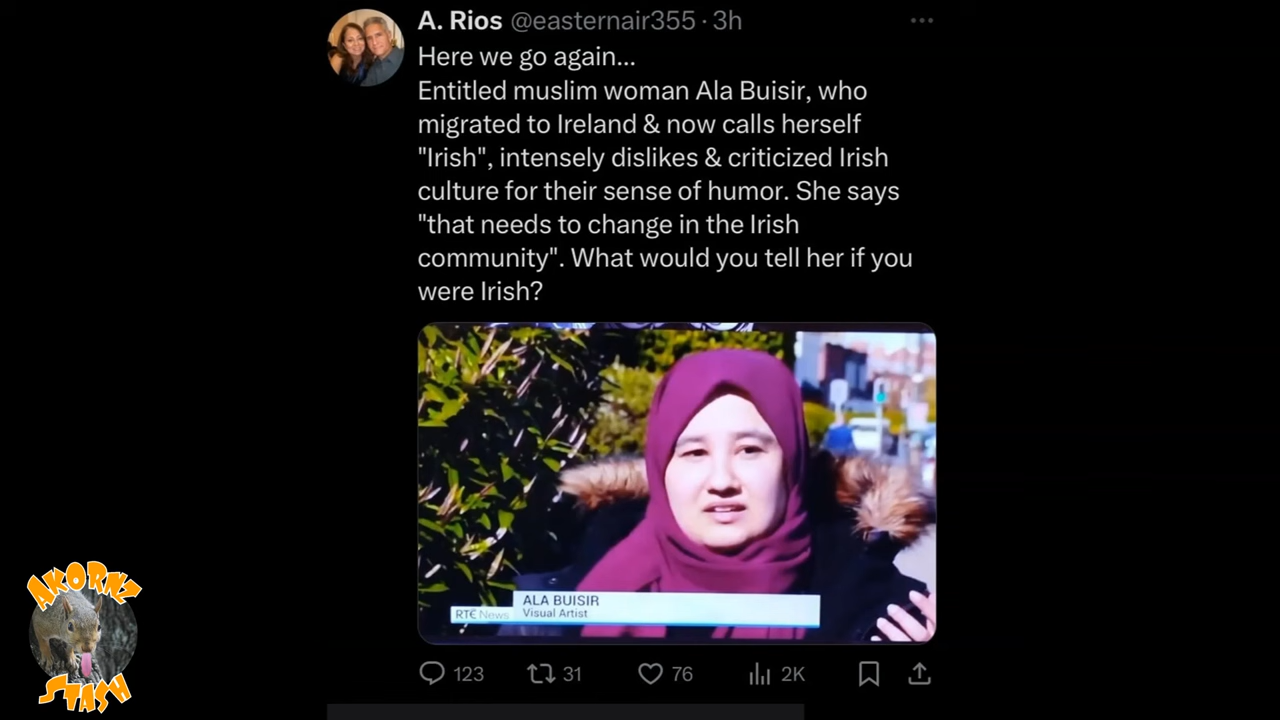 A. Rios @easternair355 · 3h
Here we go again...
Entitled muslim woman Ala Buisir, who
migrated to Ireland & now calls herself
"Irish", intensely dislikes & criticized Irish
culture for their sense of humor. She says
"that needs to change in the Irish
community". What would you tell her if you
were Irish?
ALA BUISIR
RTÉ News Visual Artist
123 31 76 2K
AKORNZ
STASH